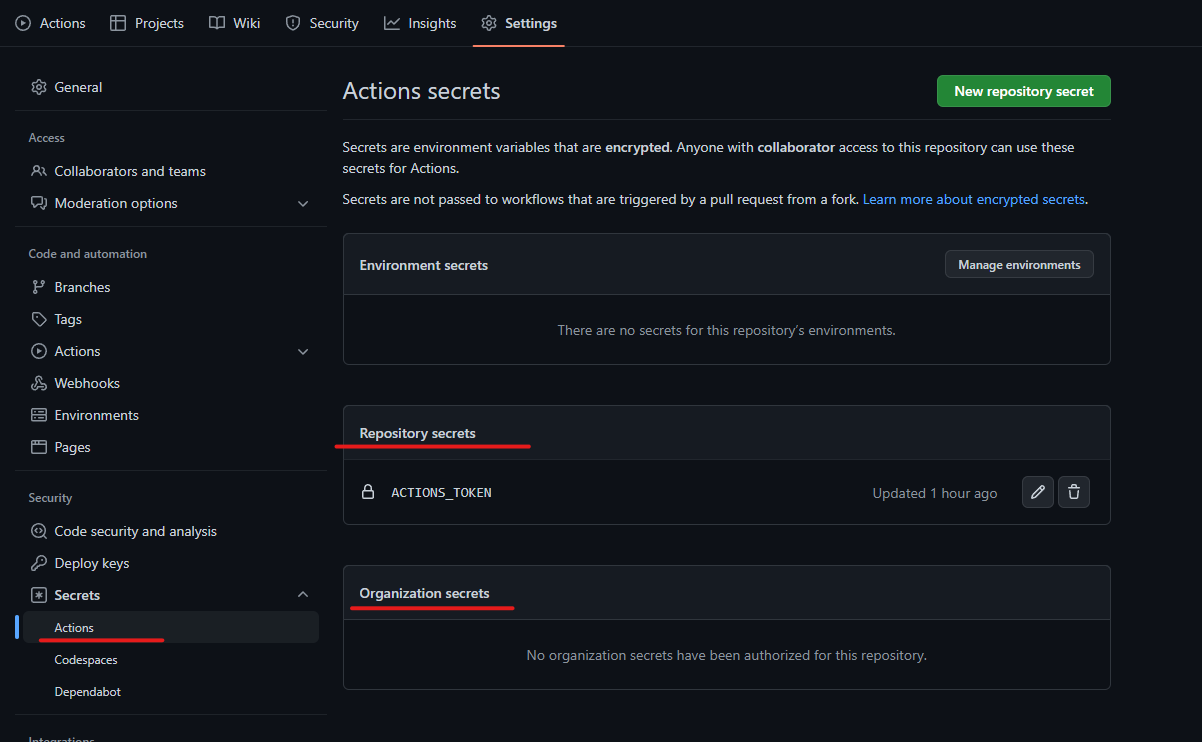 Actions Projects Wiki Security Insights Settings
General
Access
Collaborators and teams
Moderation options
Code and automation
Branches
Tags
Actions
Webhooks
Environments
Pages
Security
Code security and analysis
Deploy keys
Secrets
Actions
Codespaces
Dependabot
Integrations
Actions secrets
New repository secret
Secrets are environment variables that are encrypted. Anyone with collaborator access to this repository can use these
secrets for Actions.
Secrets are not passed to workflows that are triggered by a pull request from a fork. Learn more about encrypted secrets.
Environment secrets
Manage environments
There are no secrets for this repository's environments.
Repository secrets
ACTIONS_TOKEN
Updated 1 hour ago
Organization secrets
No organization secrets have been authorized for this repository.